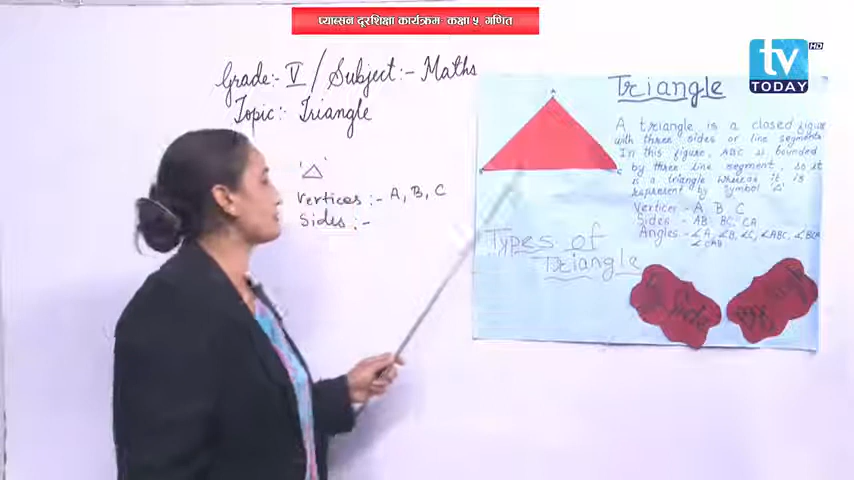 प्याब्सन दूरशिक्षा कार्यक्रमः कक्षा ५ गणित
tv HD
TODAY
Grade:- V / Subject:- Maths
Topic:- Triangle
'△'
Vertices :- A, B, C
Sides :-
Triangle
A triangle is a closed figure
with three sides or line segments
In this figure, ABC is bounded
by three line segment, so it
is a triangle whereas it is
represent by symbol '△'
Vertices - A B C
Sides - AB BC CA
Angles - ∠A, ∠B, ∠C, ∠ABC, ∠BCA
∠CAB
A
C
Types of
Triangle